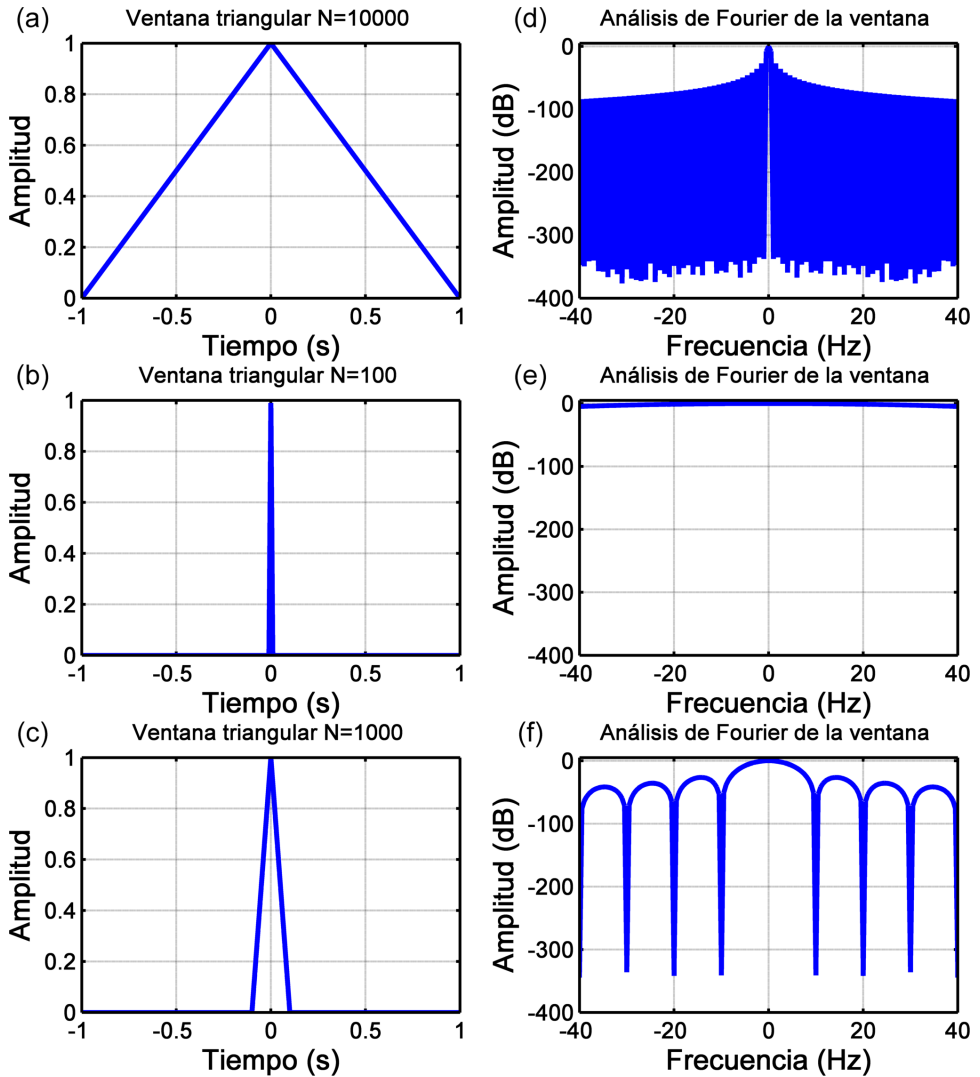 (a)
Ventana triangular N=10000
Amplitud
1
0.8
0.6
0.4
0.2
0
-1
-0.5
0
0.5
1
Tiempo (s)
(d)
Análisis de Fourier de la ventana
Amplitud (dB)
0
-100
-200
-300
-400
-40
-20
0
20
40
Frecuencia (Hz)
(b)
Ventana triangular N=100
Amplitud
1
0.8
0.6
0.4
0.2
0
-1
-0.5
0
0.5
1
Tiempo (s)
(e)
Análisis de Fourier de la ventana
Amplitud (dB)
0
-100
-200
-300
-400
-40
-20
0
20
40
Frecuencia (Hz)
(c)
Ventana triangular N=1000
Amplitud
1
0.8
0.6
0.4
0.2
0
-1
-0.5
0
0.5
1
Tiempo (s)
(f)
Análisis de Fourier de la ventana
Amplitud (dB)
0
-100
-200
-300
-400
-40
-20
0
20
40
Frecuencia (Hz)